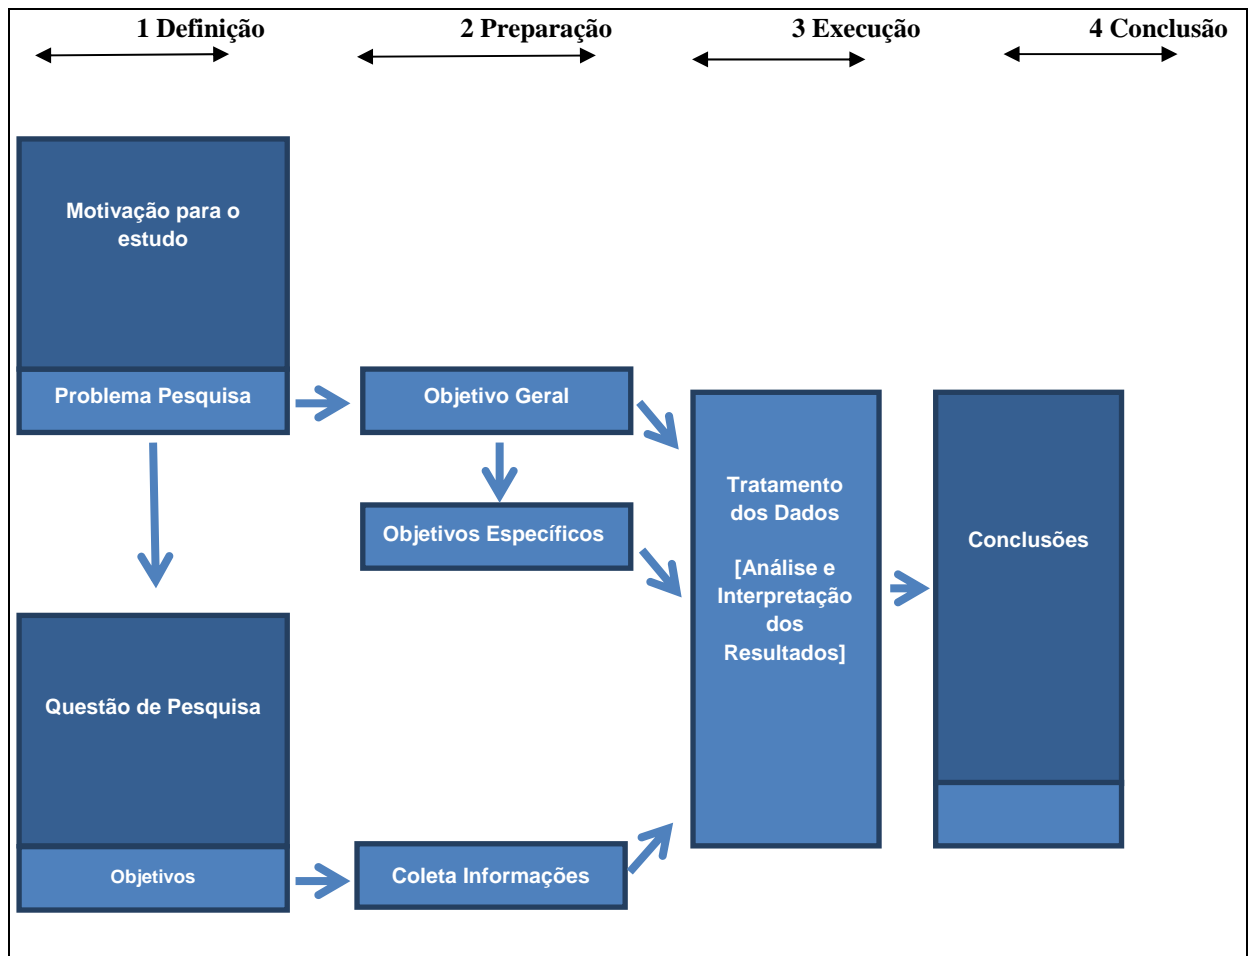 1 Definição
2 Preparação
3 Execução
4 Conclusão
Motivação para o
estudo
Problema Pesquisa
Questão de Pesquisa
Objetivos
Objetivo Geral
Objetivos Específicos
Coleta Informações
Tratamento
dos Dados
[Análise e
Interpretação
dos
Resultados]
Conclusões